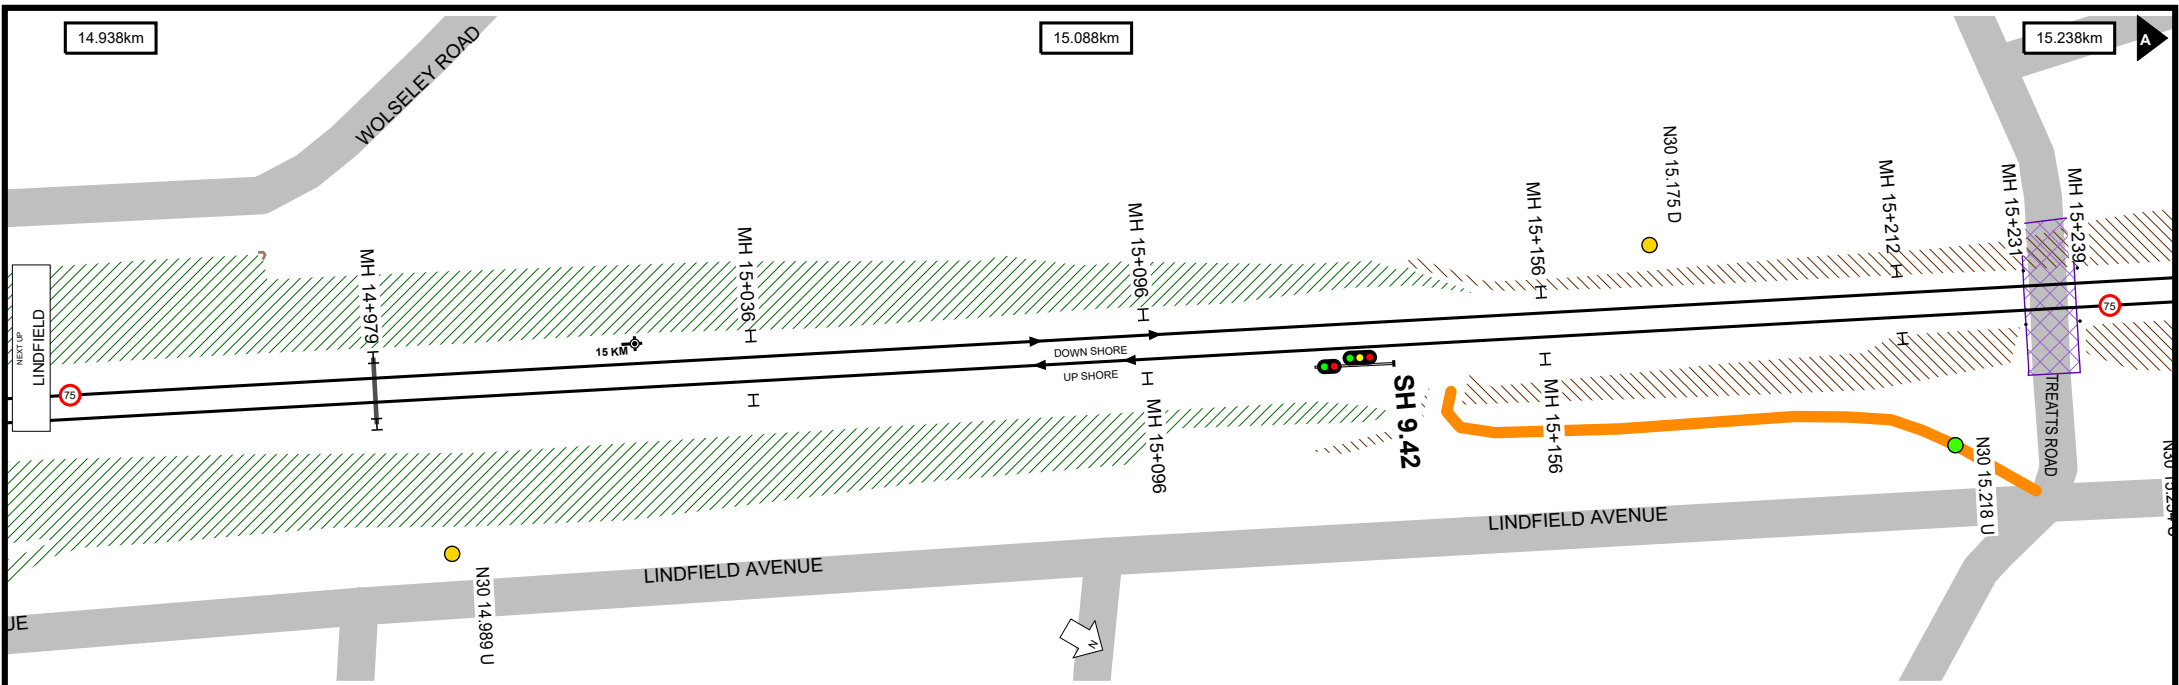 14.938km
15.088km
15.238km
A
WOLSELEY ROAD
N30 15.175 D
MH 14+979
MH 15+036
MH 15+096
MH 15+156
MH 15+212
MH 15+231
MH 15+239
NEXT UP
LINDFIELD
75
15 KM
DOWN SHORE
UP SHORE
75
SH 9.42
MH 15+096
MH 15+156
TREATTS ROAD
N30 15.218 U
LINDFIELD AVENUE
LINDFIELD AVENUE
N30 14.989 U
UE
N